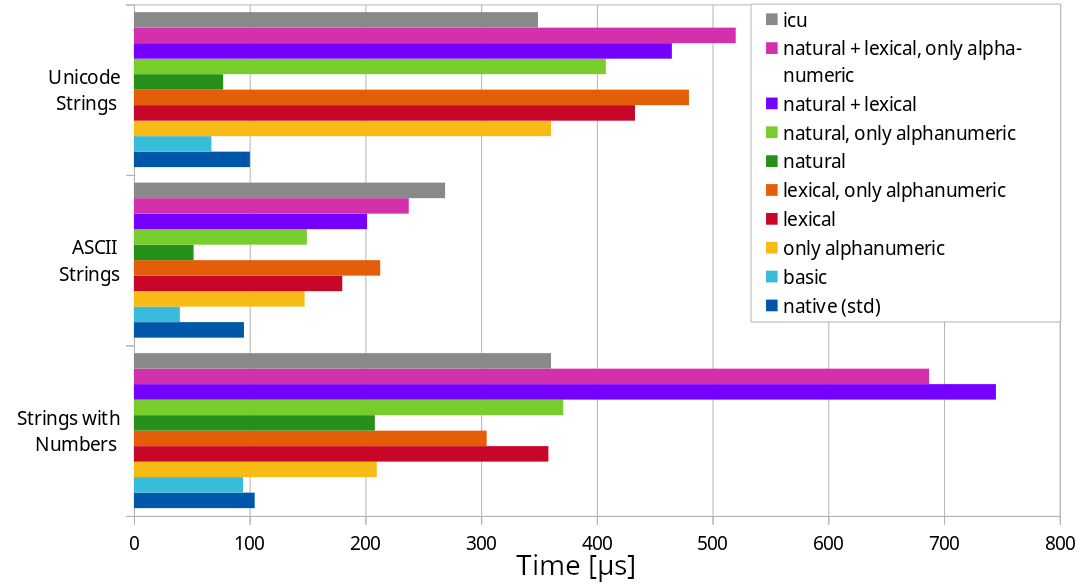 icu
natural + lexical, only alpha-
numeric
natural + lexical
natural, only alphanumeric
natural
lexical, only alphanumeric
lexical
only alphanumeric
basic
native (std)
Unicode
Strings
ASCII
Strings
Strings with
Numbers
0 100 200 300 400 500 600 700 800
Time [µs]